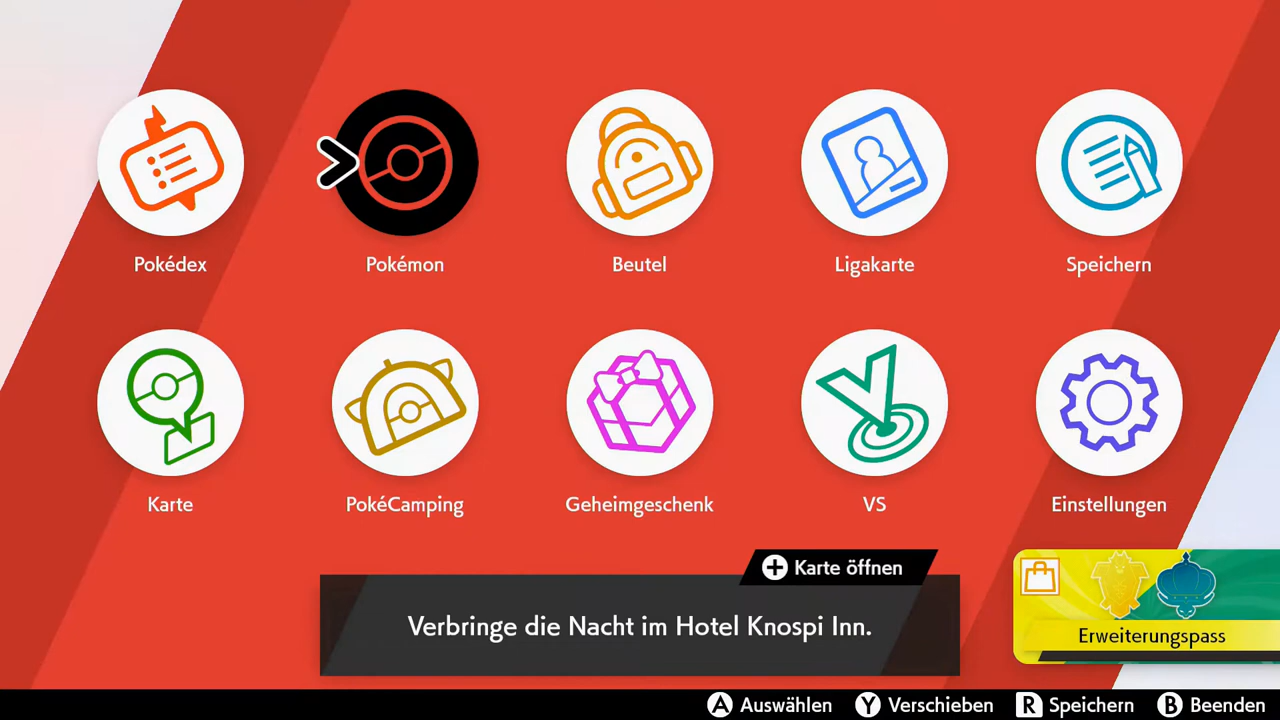 Pokédex
Pokémon
Beutel
Ligakarte
Speichern
Karte
PokéCamping
Geheimgeschenk
VS
Einstellungen
Karte öffnen
Verbringe die Nacht im Hotel Knospi Inn.
Erweiterungspass
A Auswählen Y Verschieben R Speichern B Beenden